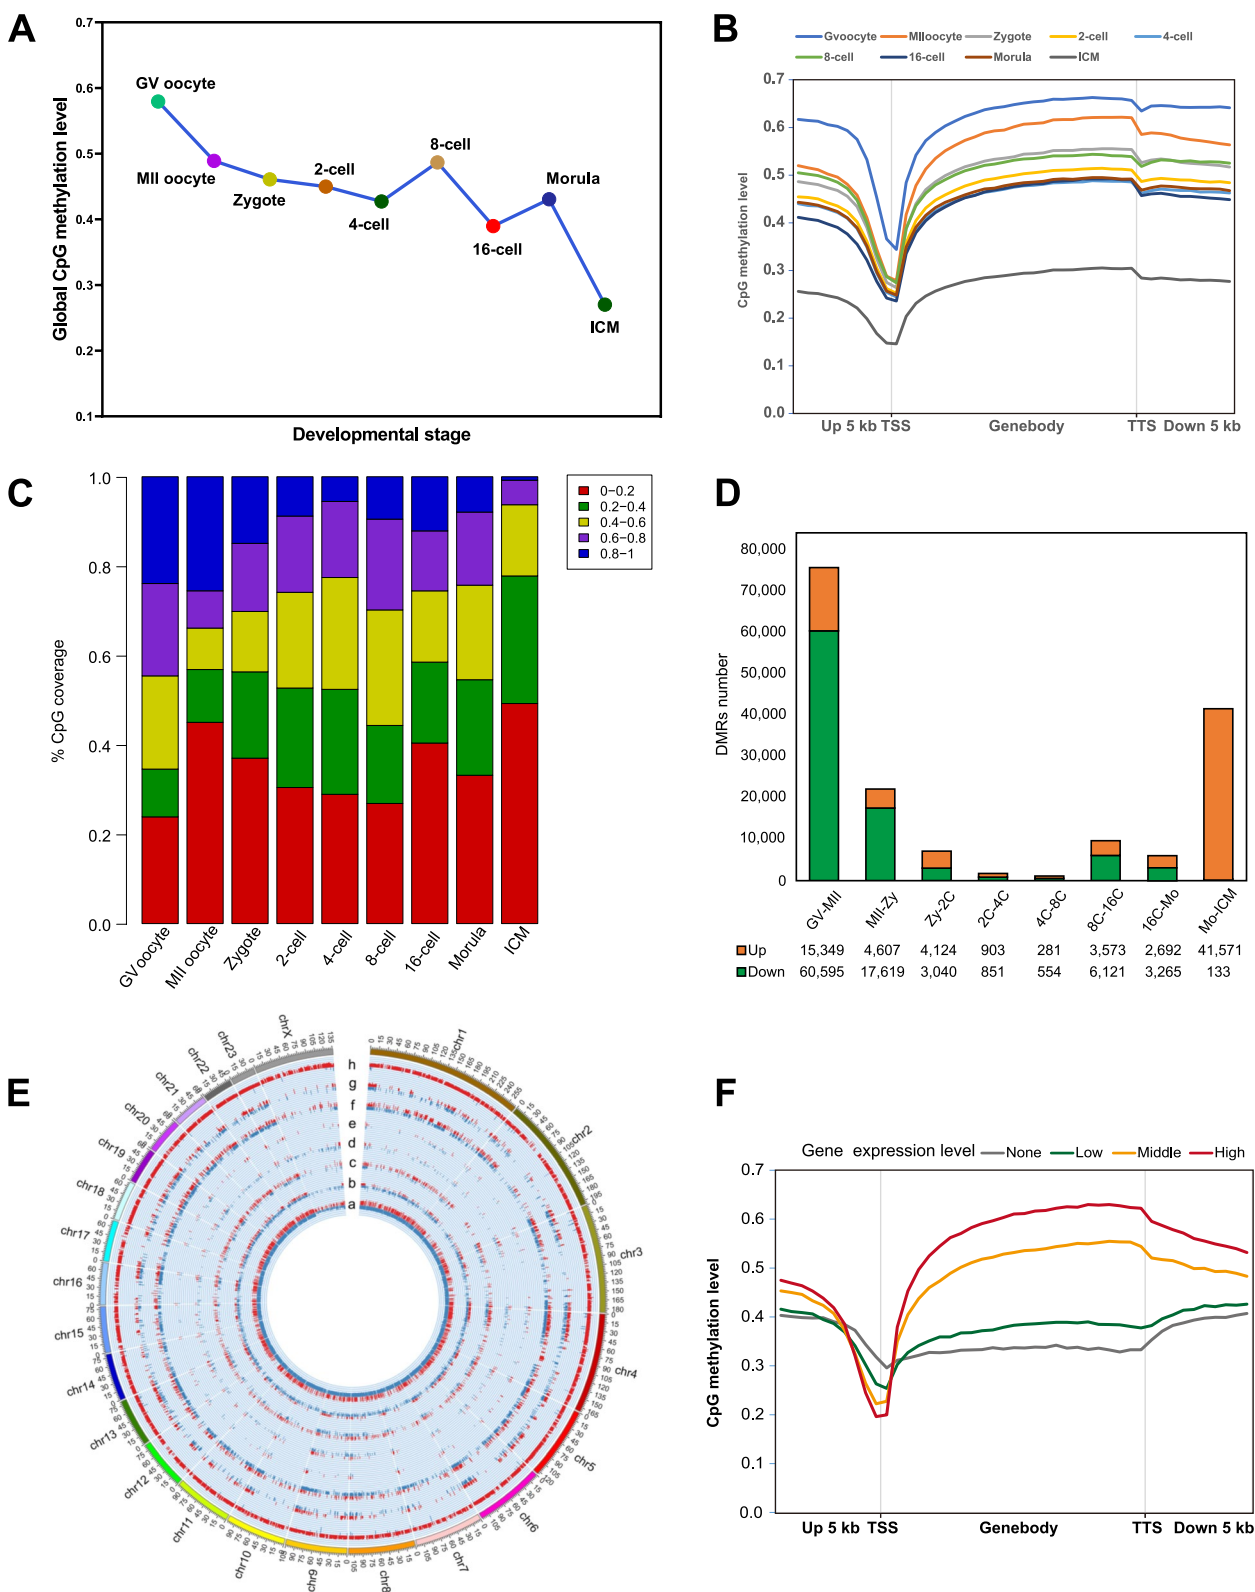 A
0.7
0.6
0.5
0.4
0.3
0.2
0.1
Global CpG methylation level
GV oocyte
MII oocyte
Zygote
2-cell
4-cell
8-cell
16-cell
Morula
ICM
Developmental stage
B
Gvoocyte MIIoocyte Zygote 2-cell 4-cell
8-cell 16-cell Morula ICM
0.7
0.6
0.5
0.4
0.3
0.2
0.1
0.0
CpG methylation level
Up 5 kb TSS Genebody TTS Down 5 kb
C
1.0
0.8
0.6
0.4
0.2
0.0
% CpG coverage
0−0.2
0.2−0.4
0.4−0.6
0.6−0.8
0.8−1
GV oocyte MII oocyte Zygote 2-cell 4-cell 8-cell 16-cell Morula ICM
D
80,000
70,000
60,000
50,000
40,000
30,000
20,000
10,000
0
DMRs number
GV-MII MII-Zy Zy-2C 2C-4C 4C-8C 8C-16C 16C-Mo Mo-ICM
Up 15,349 4,607 4,124 903 281 3,573 2,692 41,571
Down 60,595 17,619 3,040 851 554 6,121 3,265 133
E
h
g
f
e
d
c
b
a
chr1
chr2
chr3
chr4
chr5
chr6
chr7
chr8
chr9
chr10
chr11
chr12
chr13
chr14
chr15
chr16
chr17
chr18
chr19
chr20
chr21
chr22
chr23
chrX
F
Gene expression level None Low Middle High
0.7
0.6
0.5
0.4
0.3
0.2
0.1
0.0
CpG methylation level
Up 5 kb TSS Genebody TTS Down 5 kb